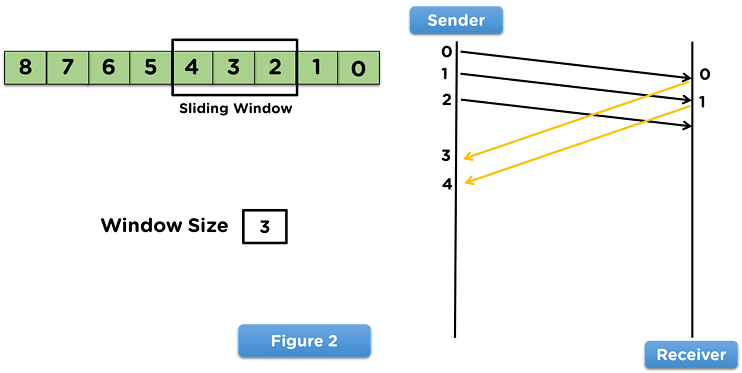 8 7 6 5 4 3 2 1 0
Sliding Window
Window Size 3
Figure 2
Sender
0
1
2
3
4
0
1
Receiver